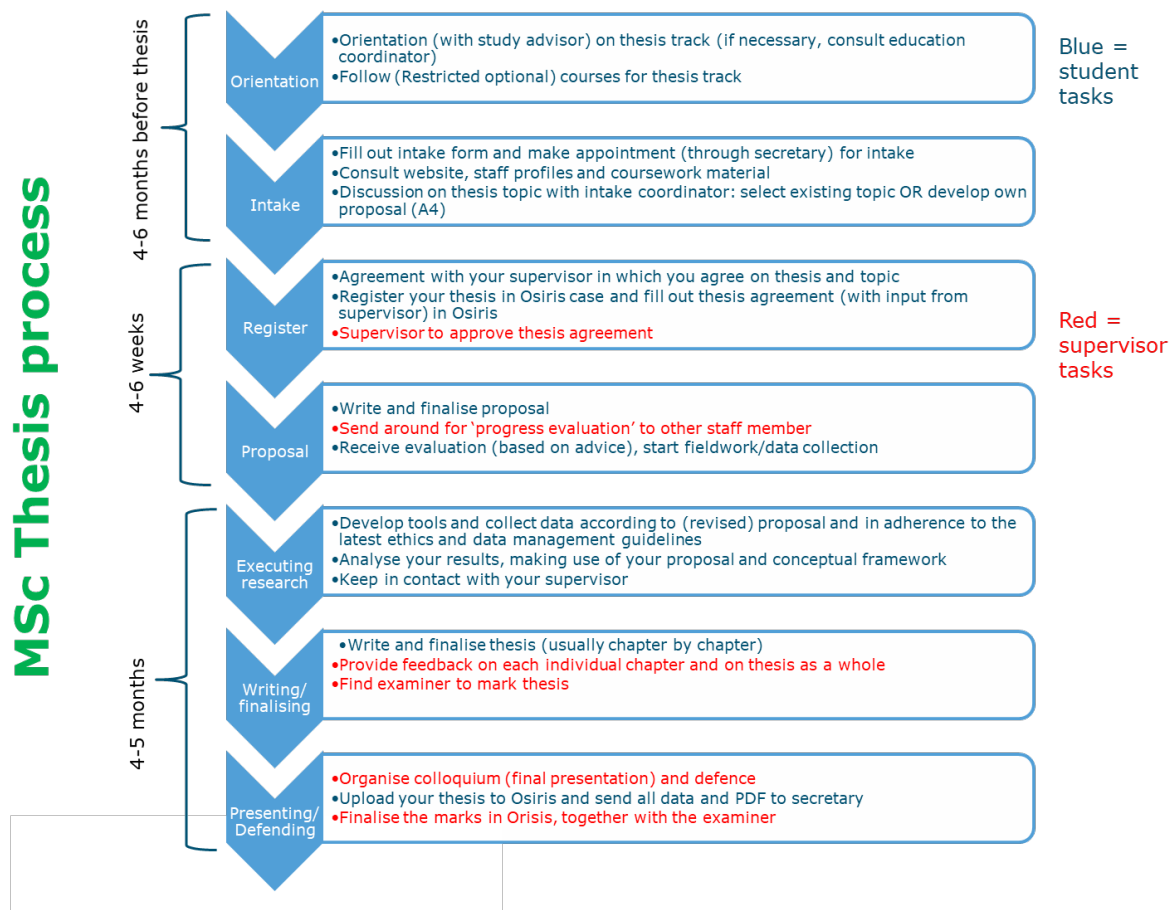 MSc Thesis process
4-6 months before thesis
Orientation
•Orientation (with study advisor) on thesis track (if necessary, consult education
coordinator)
•Follow (Restricted optional) courses for thesis track
Blue =
student
tasks
Intake
•Fill out intake form and make appointment (through secretary) for intake
•Consult website, staff profiles and coursework material
•Discussion on thesis topic with intake coordinator: select existing topic OR develop own
proposal (A4)
4-6 weeks
Register
•Agreement with your supervisor in which you agree on thesis and topic
•Register your thesis in Osiris case and fill out thesis agreement (with input from
supervisor) in Osiris
•Supervisor to approve thesis agreement
Red =
supervisor
tasks
Proposal
•Write and finalise proposal
•Send around for ‘progress evaluation’ to other staff member
•Receive evaluation (based on advice), start fieldwork/data collection
4-5 months
Executing
research
•Develop tools and collect data according to (revised) proposal and in adherence to the
latest ethics and data management guidelines
•Analyse your results, making use of your proposal and conceptual framework
•Keep in contact with your supervisor
Writing/
finalising
•Write and finalise thesis (usually chapter by chapter)
•Provide feedback on each individual chapter and on thesis as a whole
•Find examiner to mark thesis
Presenting/
Defending
•Organise colloquium (final presentation) and defence
•Upload your thesis to Osiris and send all data and PDF to secretary
•Finalise the marks in Orisis, together with the examiner